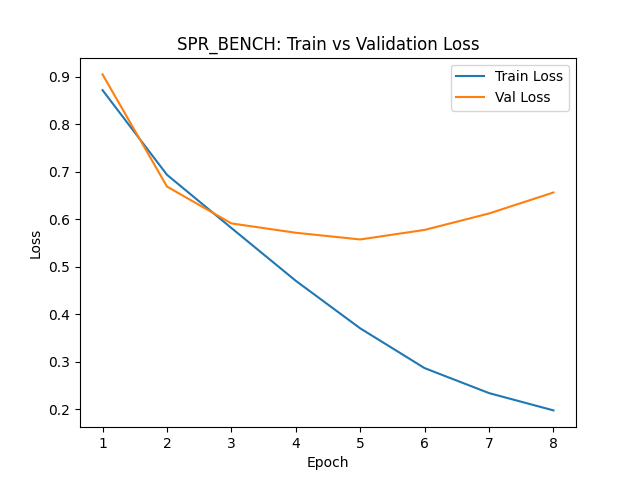 SPR_BENCH: Train vs Validation Loss
Train Loss
Val Loss
0.9
0.8
0.7
0.6
0.5
0.4
0.3
0.2
Loss
1 2 3 4 5 6 7 8
Epoch